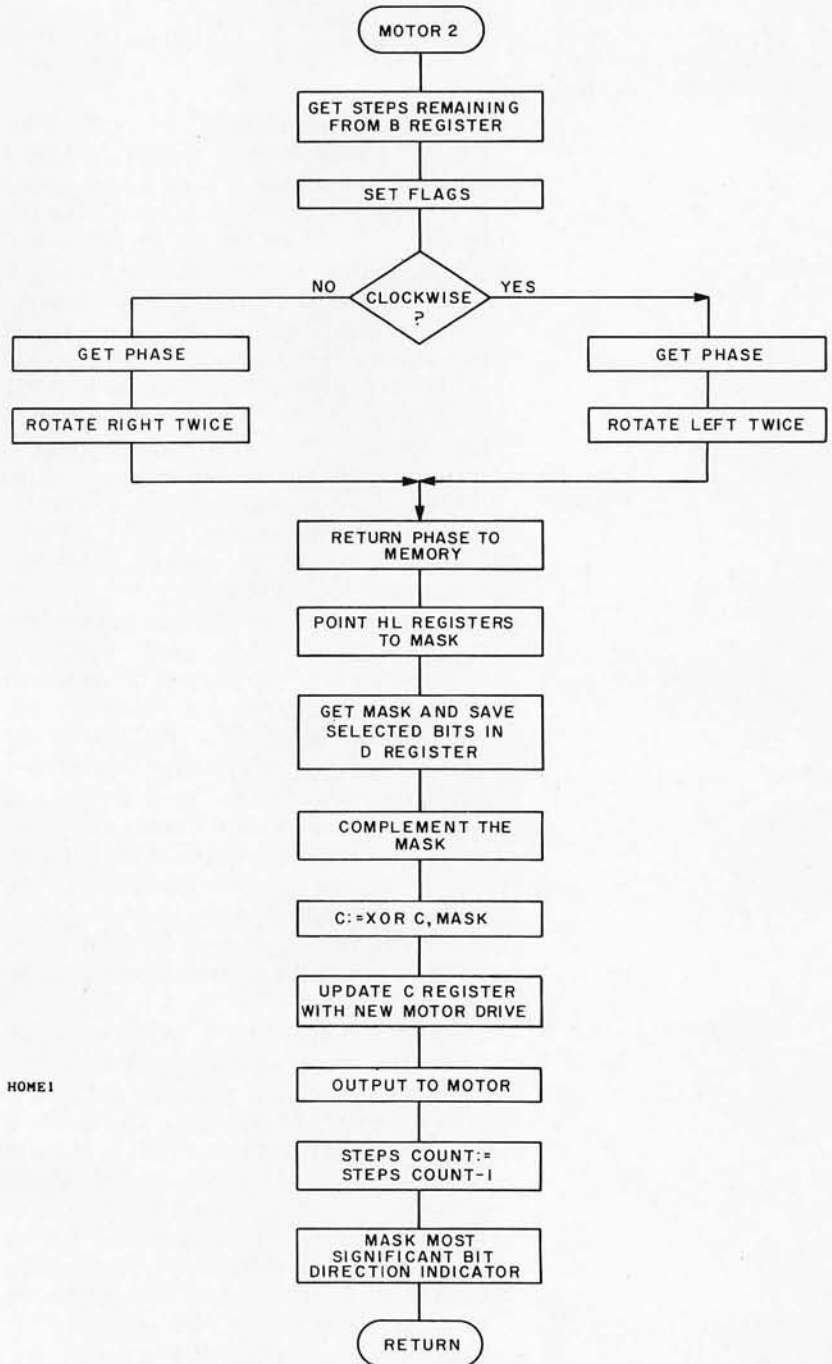 MOTOR 2
GET STEPS REMAINING
FROM B REGISTER
SET FLAGS
NO
CLOCKWISE
?
YES
GET PHASE
GET PHASE
ROTATE RIGHT TWICE
ROTATE LEFT TWICE
RETURN PHASE TO
MEMORY
POINT HL REGISTERS
TO MASK
GET MASK AND SAVE
SELECTED BITS IN
D REGISTER
COMPLEMENT THE
MASK
C:=XOR C, MASK
UPDATE C REGISTER
WITH NEW MOTOR DRIVE
HOME1
OUTPUT TO MOTOR
STEPS COUNT:=
STEPS COUNT-1
MASK MOST
SIGNIFICANT BIT
DIRECTION INDICATOR
RETURN